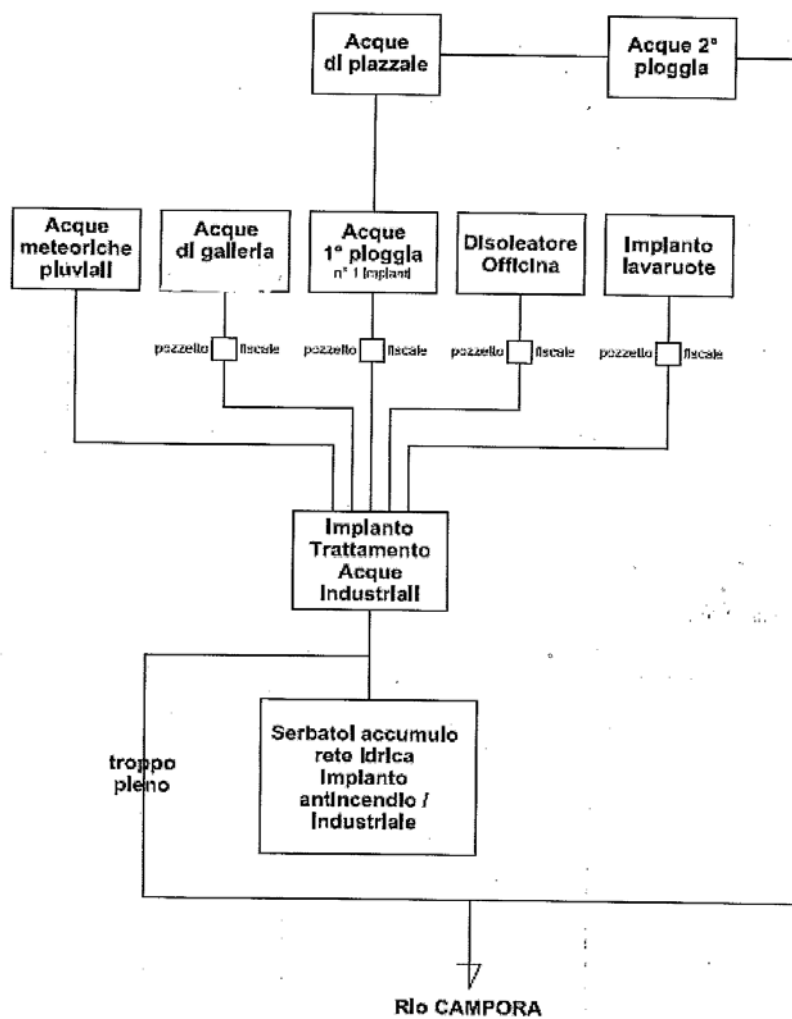 Acque
di piazzale
Acque 2°
pioggia
Acque
meteoriche
pluviali
Acque
di galleria
Acque
1° pioggia
n° 1 impianti
Disoleatore
Officina
Impianto
lavaruote
pozzetto fiscale
pozzetto fiscale
pozzetto fiscale
pozzetto fiscale
Impianto
Trattamento
Acque
Industriali
troppo
pieno
Serbatoi accumulo
rete idrica
Impianto
antincendio /
Industriale
Rio CAMPORA